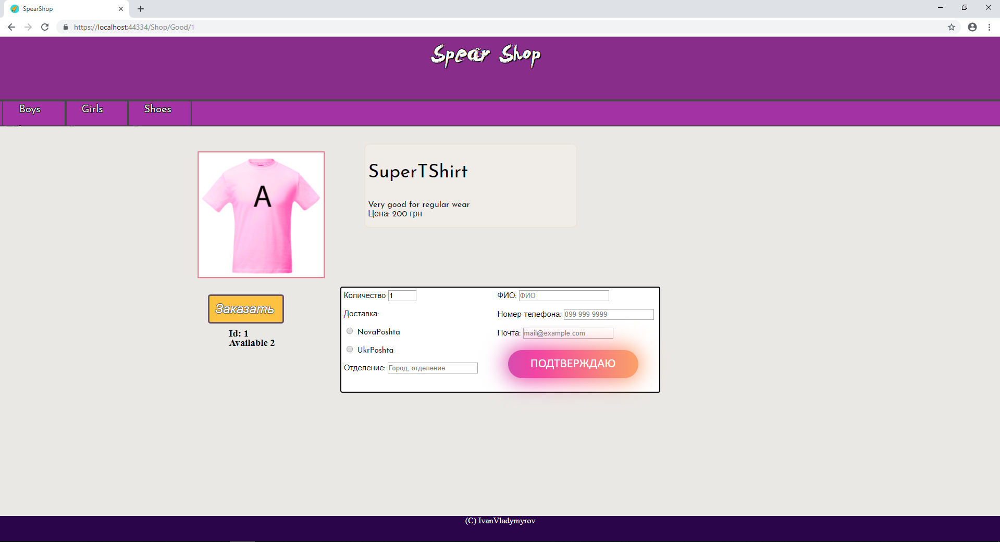 SpearShop
https://localhost:44334/Shop/Good/1
Spear Shop
Boys
Girls
Shoes
A
SuperTShirt
Very good for regular wear
Цена: 200 грн
Заказать
Id: 1
Available 2
Количество 1
Доставка:
NovaPoshta
UkrPoshta
Отделение: Город, отделение
ФИО: ФИО
Номер телефона: 099 999 9999
Почта: mail@example.com
ПОДТВЕРЖДАЮ
(C) IvanVladymyrov